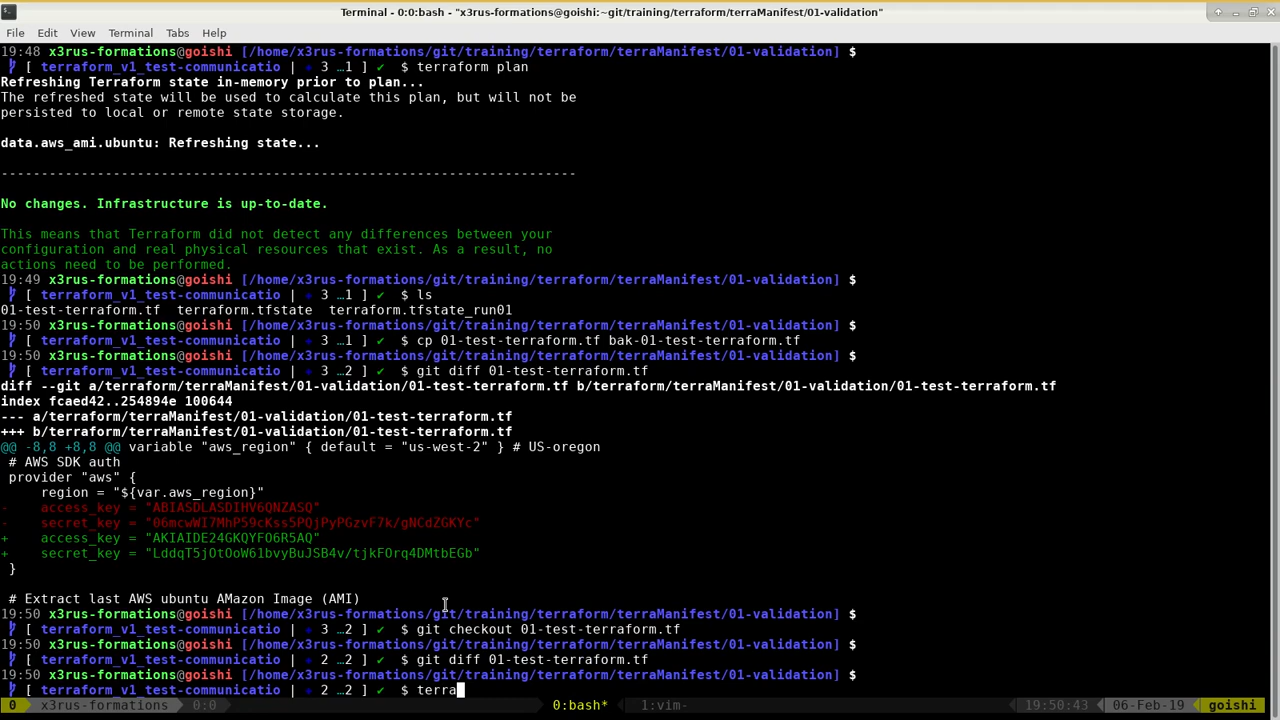 Terminal - 0:0:bash - "x3rus-formations@goishi:~git/training/terraform/terraManifest/01-validation"
File Edit View Terminal Tabs Help
19:48 x3rus-formations@goishi [/home/x3rus-formations/git/training/terraform/terraManifest/01-validation] $
[ terraform_v1_test-communicatio | 3 …1 ] ✔ $ terraform plan
Refreshing Terraform state in-memory prior to plan...
The refreshed state will be used to calculate this plan, but will not be
persisted to local or remote state storage.
data.aws_ami.ubuntu: Refreshing state...
------------------------------------------------------------------------
No changes. Infrastructure is up-to-date.
This means that Terraform did not detect any differences between your
configuration and real physical resources that exist. As a result, no
actions need to be performed.
19:49 x3rus-formations@goishi [/home/x3rus-formations/git/training/terraform/terraManifest/01-validation] $
[ terraform_v1_test-communicatio | 3 …1 ] ✔ $ ls
01-test-terraform.tf terraform.tfstate terraform.tfstate_run01
19:50 x3rus-formations@goishi [/home/x3rus-formations/git/training/terraform/terraManifest/01-validation] $
[ terraform_v1_test-communicatio | 3 …1 ] ✔ $ cp 01-test-terraform.tf bak-01-test-terraform.tf
19:50 x3rus-formations@goishi [/home/x3rus-formations/git/training/terraform/terraManifest/01-validation] $
[ terraform_v1_test-communicatio | 3 …2 ] ✔ $ git diff 01-test-terraform.tf
diff --git a/terraform/terraManifest/01-validation/01-test-terraform.tf b/terraform/terraManifest/01-validation/01-test-terraform.tf
index fcaed42..254894e 100644
--- a/terraform/terraManifest/01-validation/01-test-terraform.tf
+++ b/terraform/terraManifest/01-validation/01-test-terraform.tf
@@ -8,8 +8,8 @@ variable "aws_region" { default = "us-west-2" } # US-oregon
# AWS SDK auth
provider "aws" {
region = "${var.aws_region}"
- access_key = "ABIASDLASDIHV6QNZASQ"
- secret_key = "06mcwWI7MhP59cKss5PQjPyPGzvF7k/gNCdZGKYc"
+ access_key = "AKIAIDE24GKQYFO6R5AQ"
+ secret_key = "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"
}
# Extract last AWS ubuntu AMazon Image (AMI)
19:50 x3rus-formations@goishi [/home/x3rus-formations/git/training/terraform/terraManifest/01-validation] $
[ terraform_v1_test-communicatio | 3 …2 ] ✔ $ git checkout 01-test-terraform.tf
19:50 x3rus-formations@goishi [/home/x3rus-formations/git/training/terraform/terraManifest/01-validation] $
[ terraform_v1_test-communicatio | 2 …2 ] ✔ $ git diff 01-test-terraform.tf
19:50 x3rus-formations@goishi [/home/x3rus-formations/git/training/terraform/terraManifest/01-validation] $
[ terraform_v1_test-communicatio | 2 …2 ] ✔ $ terra
0 x3rus-formations 0:0 0:bash* 1:vim- 19:50:43 06-Feb-19 goishi